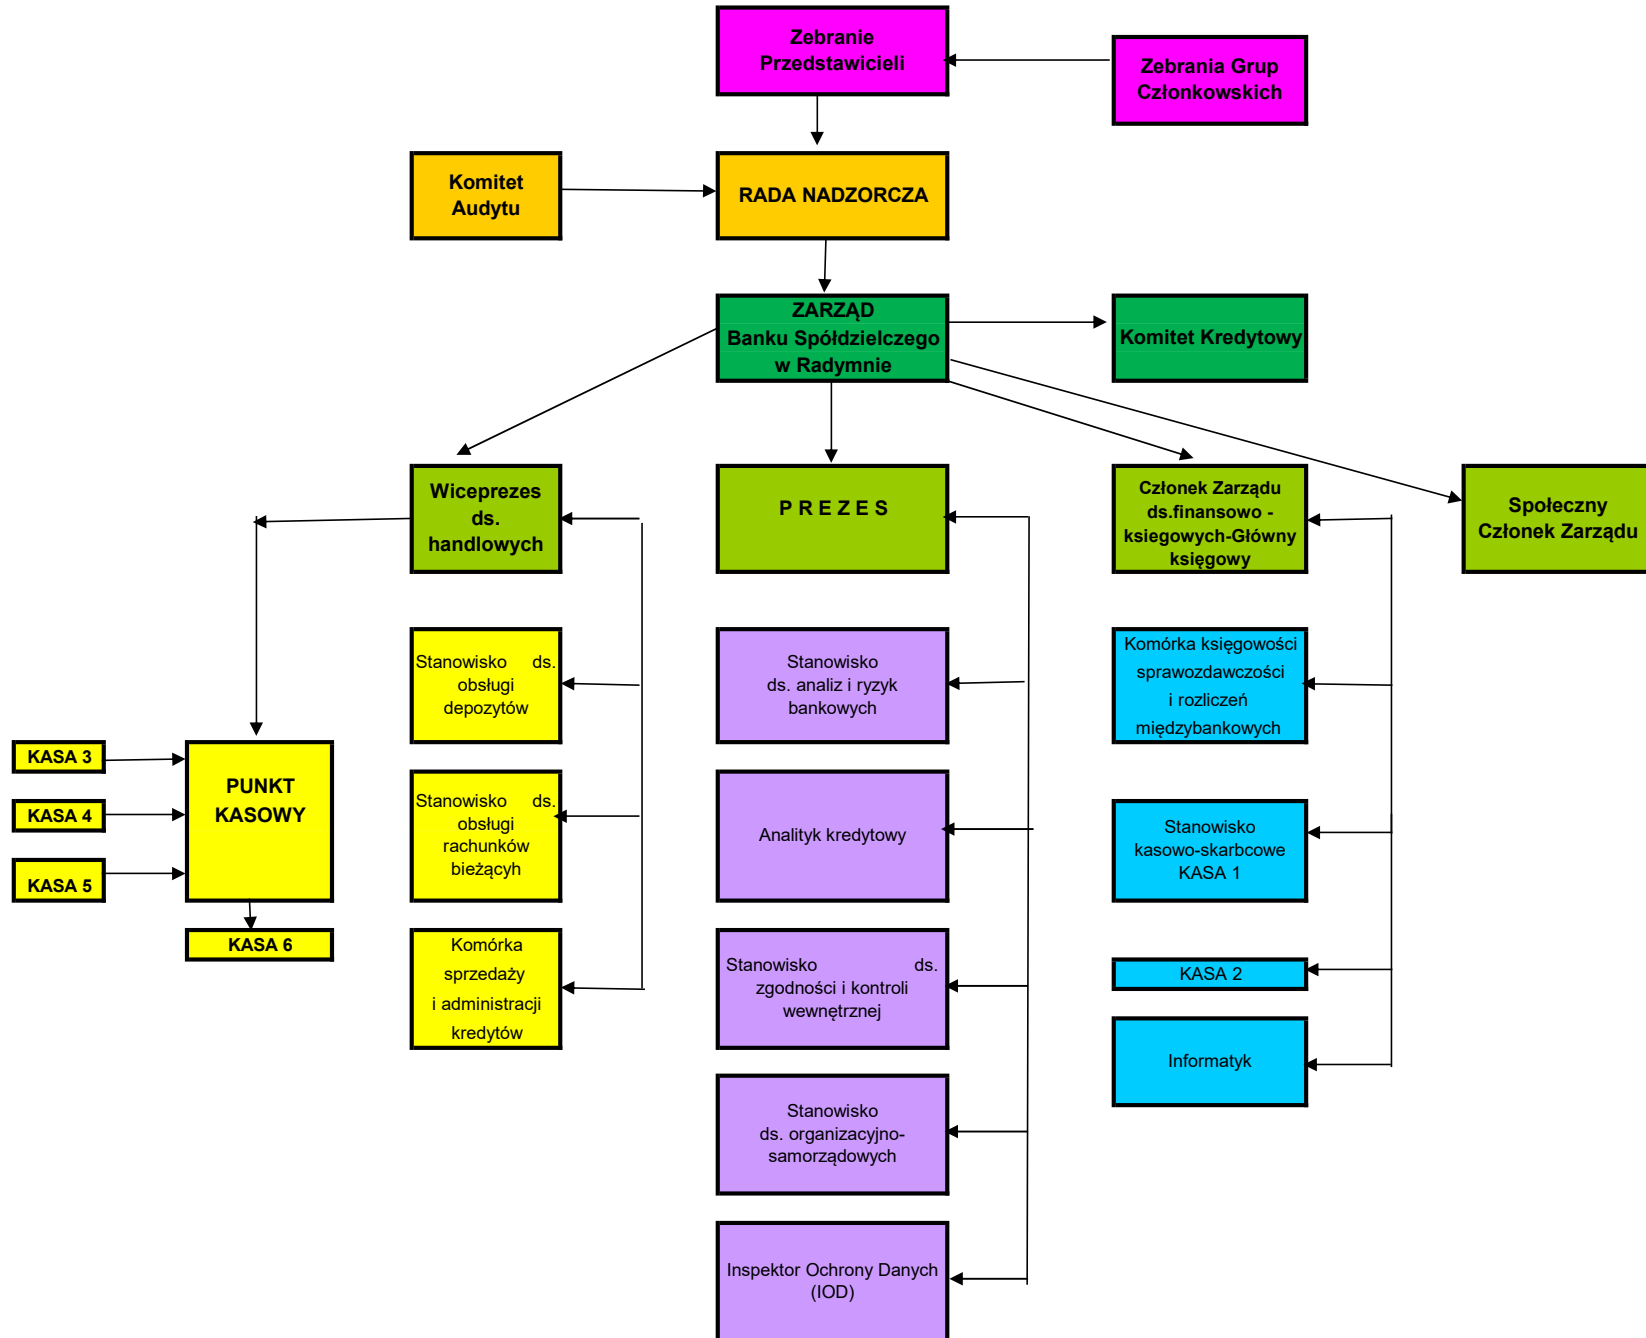 Zebranie
Przedstawicieli
Zebrania Grup
Członkowskich
Komitet
Audytu
RADA NADZORCZA
ZARZĄD
Banku Spółdzielczego
w Radymnie
Komitet Kredytowy
Wiceprezes
ds.
handlowych
P R E Z E S
Członek Zarządu
ds.finansowo -
ksiegowych-Główny
księgowy
Społeczny
Członek Zarządu
Stanowisko ds.
obsługi
depozytów
Stanowisko
ds. analiz i ryzyk
bankowych
Komórka księgowości
sprawozdawczości
i rozliczeń
międzybankowych
KASA 3
KASA 4
KASA 5
PUNKT
KASOWY
KASA 6
Stanowisko ds.
obsługi
rachunków
bieżącyh
Analityk kredytowy
Stanowisko
kasowo-skarbcowe
KASA 1
Komórka
sprzedaży
i administracji
kredytów
Stanowisko ds.
zgodności i kontroli
wewnętrznej
KASA 2
Informatyk
Stanowisko
ds. organizacyjno-
samorządowych
Inspektor Ochrony Danych
(IOD)